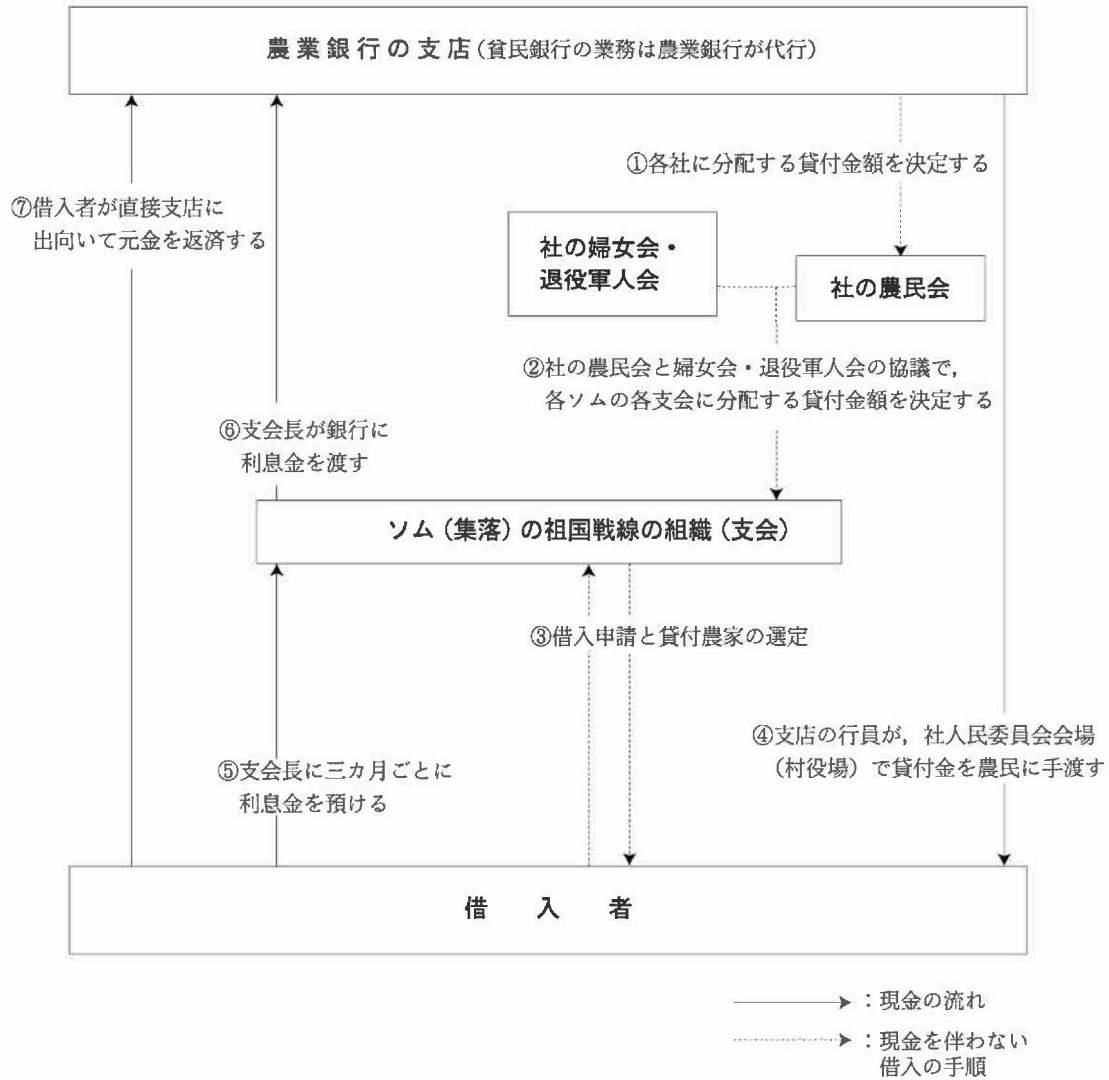 農業銀行の支店(貧民銀行の業務は農業銀行が代行)
①各社に分配する貸付金額を決定する
⑦借入者が直接支店に
出向いて元金を返済する
社の婦女会・
退役軍人会
社の農民会
②社の農民会と婦女会・退役軍人会の協議で,
各ソムの各支会に分配する貸付金額を決定する
⑥支会長が銀行に
利息金を渡す
ソム(集落)の祖国戦線の組織(支会)
③借入申請と貸付農家の選定
④支店の行員が,社人民委員会会場
(村役場)で貸付金を農民に手渡す
⑤支会長に三カ月ごとに
利息金を預ける
借入者
:現金の流れ
:現金を伴わない
借入の手順